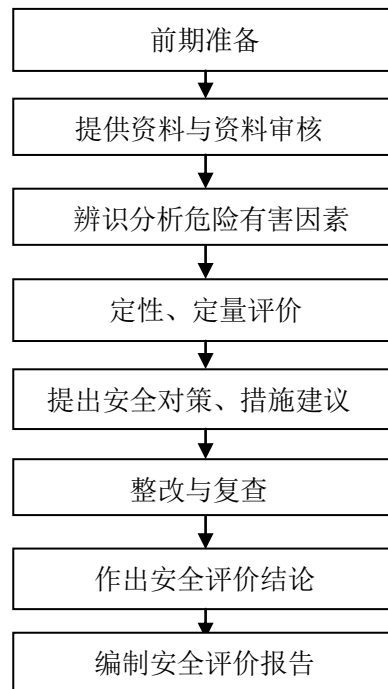 前期准备
提供资料与资料审核
辨识分析危险有害因素
定性、定量评价
提出安全对策、措施建议
整改与复查
作出安全评价结论
编制安全评价报告